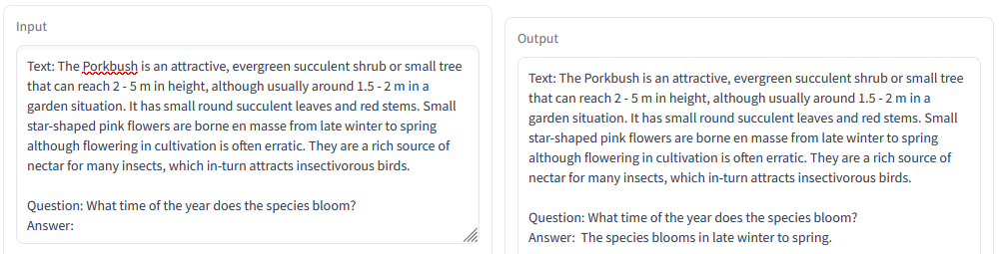 Input
Text: The Porkbush is an attractive, evergreen succulent shrub or small tree
that can reach 2 - 5 m in height, although usually around 1.5 - 2 m in a
garden situation. It has small round succulent leaves and red stems. Small
star-shaped pink flowers are borne en masse from late winter to spring
although flowering in cultivation is often erratic. They are a rich source of
nectar for many insects, which in-turn attracts insectivorous birds.

Question: What time of the year does the species bloom?
Answer:

Output
Text: The Porkbush is an attractive, evergreen succulent shrub or small tree
that can reach 2 - 5 m in height, although usually around 1.5 - 2 m in a
garden situation. It has small round succulent leaves and red stems. Small
star-shaped pink flowers are borne en masse from late winter to spring
although flowering in cultivation is often erratic. They are a rich source of
nectar for many insects, which in-turn attracts insectivorous birds.

Question: What time of the year does the species bloom?
Answer:  The species blooms in late winter to spring.